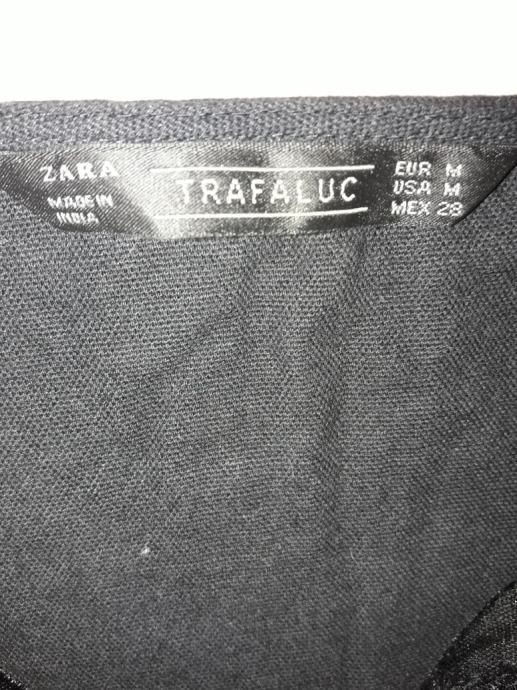 ZARA
MADE IN
INDIA
TRAFALUC
EUR M
USA M
MEX 28